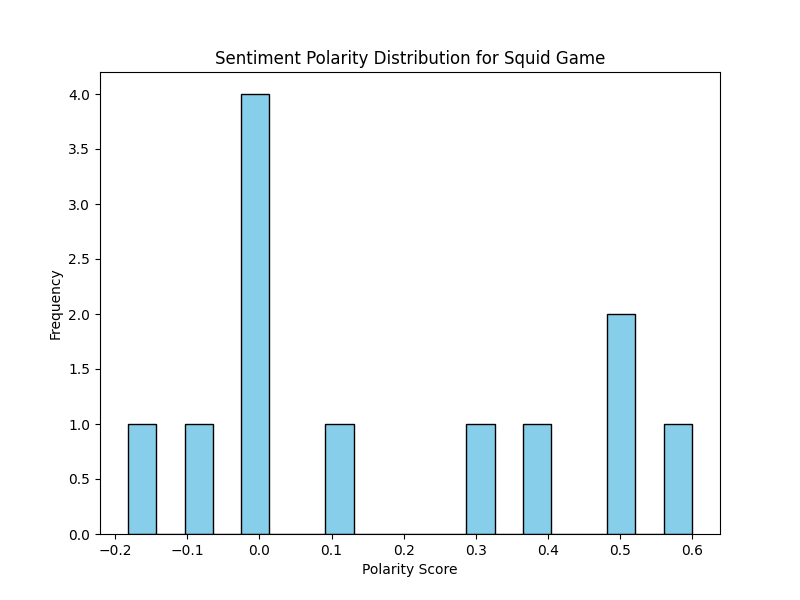 Sentiment Polarity Distribution for Squid Game
4.0
3.5
3.0
2.5
2.0
1.5
1.0
0.5
0.0
Frequency
−0.2 −0.1 0.0 0.1 0.2 0.3 0.4 0.5 0.6
Polarity Score